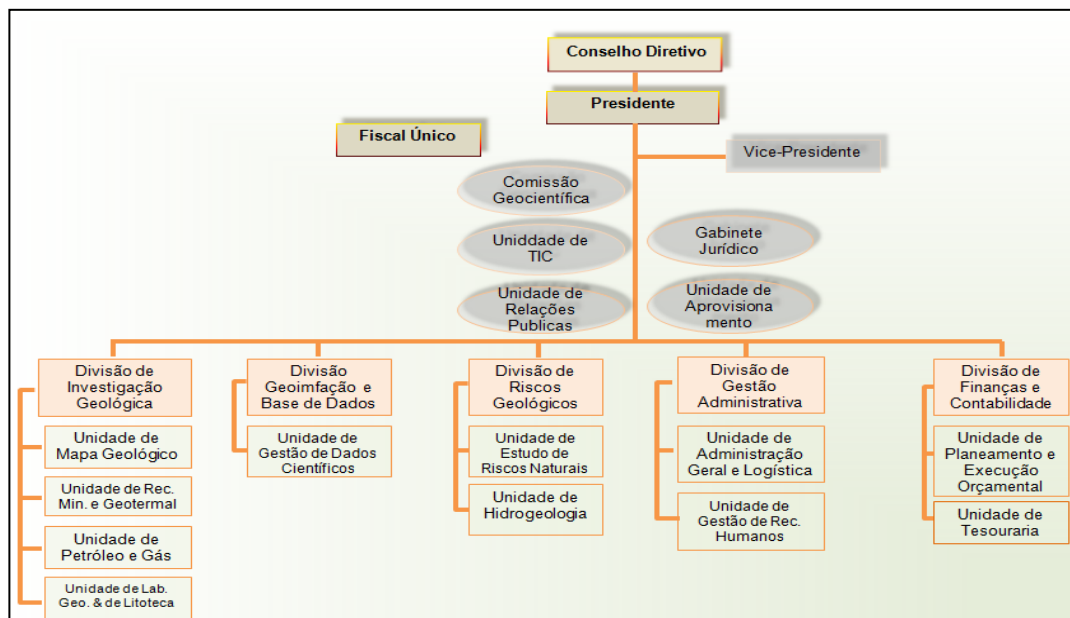 Conselho Diretivo
Presidente
Fiscal Único
Vice-Presidente
Comissão
Geocientífica
Uniddade de
TIC
Gabinete
Jurídico
Unidade de
Relações
Publicas
Unidade de
Aprovisiona
mento
Divisão de
Investigação
Geológica
Divisão
Geoimfação e
Base de Dados
Divisão de
Riscos
Geológicos
Divisão de
Gestão
Administrativa
Divisão de
Finanças e
Contabilidade
Unidade de
Mapa Geológico
Unidade de Rec.
Min. e Geotermal
Unidade de
Petróleo e Gás
Unidade de Lab.
Geo. & de Litoteca
Unidade de
Gestão de Dados
Científicos
Unidade de
Estudo de
Riscos Naturais
Unidade de
Hidrogeologia
Unidade de
Administração
Geral e Logística
Unidade de
Gestão de Rec.
Humanos
Unidade de
Planeamento e
Execução
Orçamental
Unidade de
Tesouraria